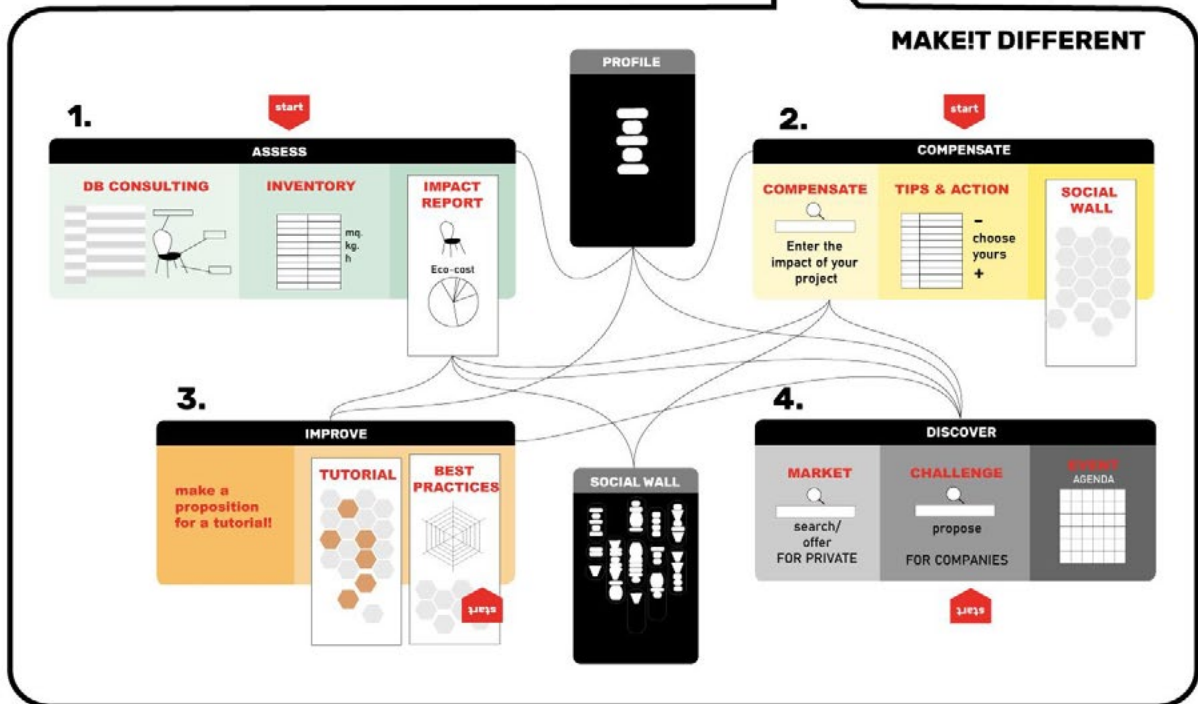 MAKE!T DIFFERENT
PROFILE
1.
start
ASSESS
DB CONSULTING
INVENTORY
mq.
kg.
h
IMPACT
REPORT
Eco-cost
2.
start
COMPENSATE
COMPENSATE
Enter the
impact of your
project
TIPS & ACTION
–
choose
yours
+
SOCIAL
WALL
3.
IMPROVE
make a
proposition
for a tutorial!
TUTORIAL
BEST
PRACTICES
start
SOCIAL WALL
4.
DISCOVER
MARKET
search/
offer
FOR PRIVATE
CHALLENGE
propose
FOR COMPANIES
EVENT
AGENDA
start